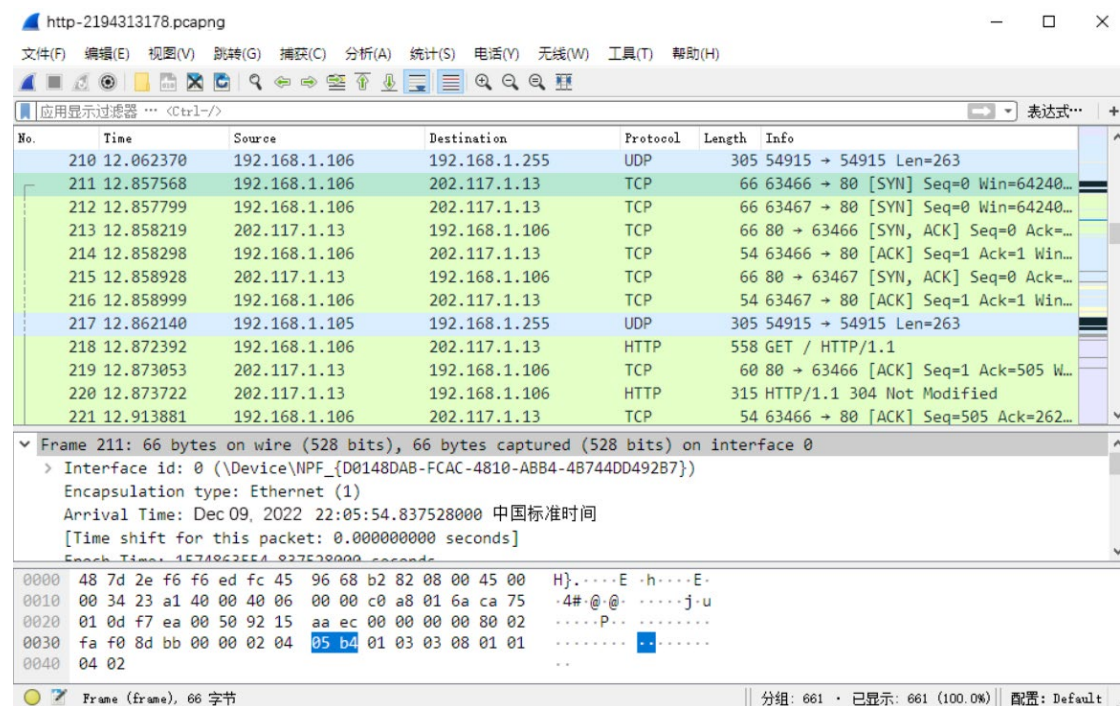 http-2194313178.pcapng
文件(F) 编辑(E) 视图(V) 跳转(G) 捕获(C) 分析(A) 统计(S) 电话(Y) 无线(W) 工具(T) 帮助(H)
应用显示过滤器 … <Ctrl-/> 表达式… +
No. Time Source Destination Protocol Length Info
210 12.062370 192.168.1.106 192.168.1.255 UDP 305 54915 → 54915 Len=263
211 12.857568 192.168.1.106 202.117.1.13 TCP 66 63466 → 80 [SYN] Seq=0 Win=64240…
212 12.857799 192.168.1.106 202.117.1.13 TCP 66 63467 → 80 [SYN] Seq=0 Win=64240…
213 12.858219 202.117.1.13 192.168.1.106 TCP 66 80 → 63466 [SYN, ACK] Seq=0 Ack=…
214 12.858298 192.168.1.106 202.117.1.13 TCP 54 63466 → 80 [ACK] Seq=1 Ack=1 Win…
215 12.858928 202.117.1.13 192.168.1.106 TCP 66 80 → 63467 [SYN, ACK] Seq=0 Ack=…
216 12.858999 192.168.1.106 202.117.1.13 TCP 54 63467 → 80 [ACK] Seq=1 Ack=1 Win…
217 12.862140 192.168.1.105 192.168.1.255 UDP 305 54915 → 54915 Len=263
218 12.872392 192.168.1.106 202.117.1.13 HTTP 558 GET / HTTP/1.1
219 12.873053 202.117.1.13 192.168.1.106 TCP 60 80 → 63466 [ACK] Seq=1 Ack=505 W…
220 12.873722 202.117.1.13 192.168.1.106 HTTP 315 HTTP/1.1 304 Not Modified
221 12.913881 192.168.1.106 202.117.1.13 TCP 54 63466 → 80 [ACK] Seq=505 Ack=262…
Frame 211: 66 bytes on wire (528 bits), 66 bytes captured (528 bits) on interface 0
Interface id: 0 (\Device\NPF_{D0148DAB-FCAC-4810-ABB4-4B744DD492B7})
Encapsulation type: Ethernet (1)
Arrival Time: Dec 09, 2022 22:05:54.837528000 中国标准时间
[Time shift for this packet: 0.000000000 seconds]
Epoch Time: 1574863554.837528000 seconds
0000 48 7d 2e f6 f6 ed fc 45 96 68 b2 82 08 00 45 00 H}.····E ·h····E·
0010 00 34 23 a1 40 00 40 06 00 00 c0 a8 01 6a ca 75 ·4#·@·@· ·····j·u
0020 01 0d f7 ea 00 50 92 15 aa ec 00 00 00 00 80 02 ·····P·· ········
0030 fa f0 8d bb 00 00 02 04 05 b4 01 03 03 08 01 01 ········ ········
0040 04 02 ··
Frame (frame), 66 字节 分组: 661 · 已显示: 661 (100.0%) 配置: Default